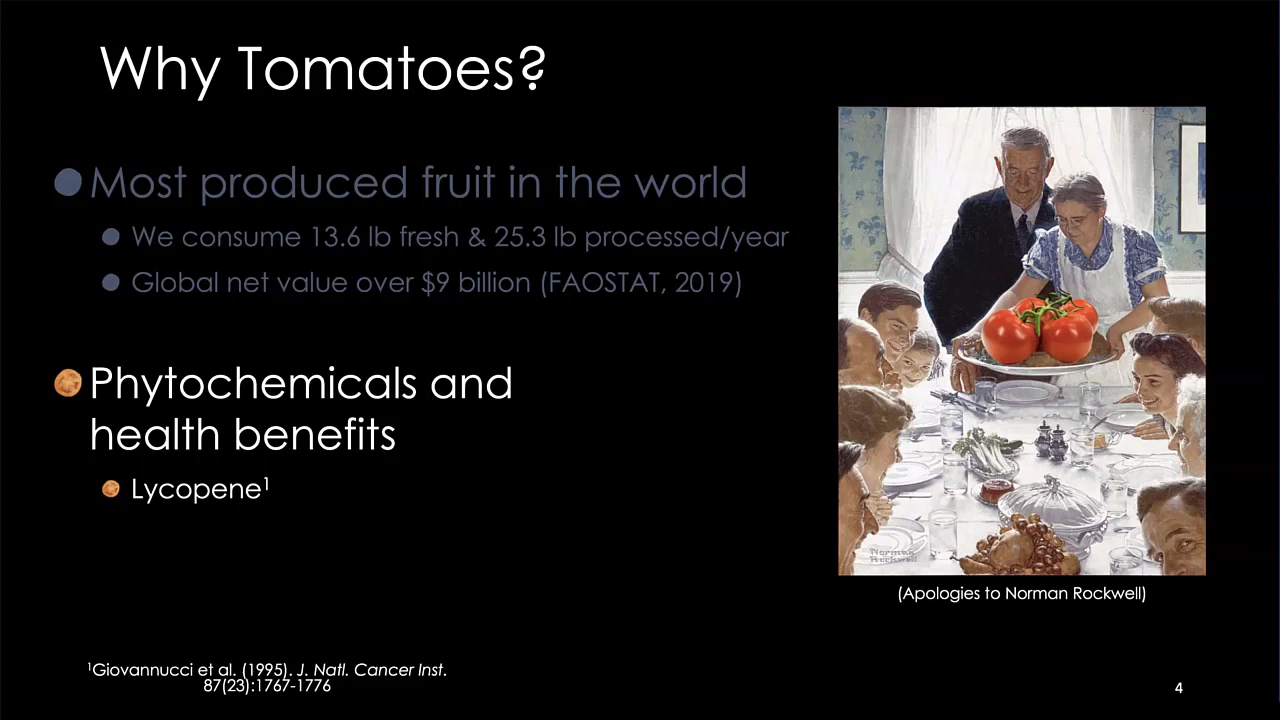 Why Tomatoes?
Most produced fruit in the world
We consume 13.6 lb fresh & 25.3 lb processed/year
Global net value over $9 billion (FAOSTAT, 2019)
Phytochemicals and
health benefits
Lycopene¹
Norman
Rockwell
(Apologies to Norman Rockwell)
¹Giovannucci et al. (1995). J. Natl. Cancer Inst.
87(23):1767-1776
4